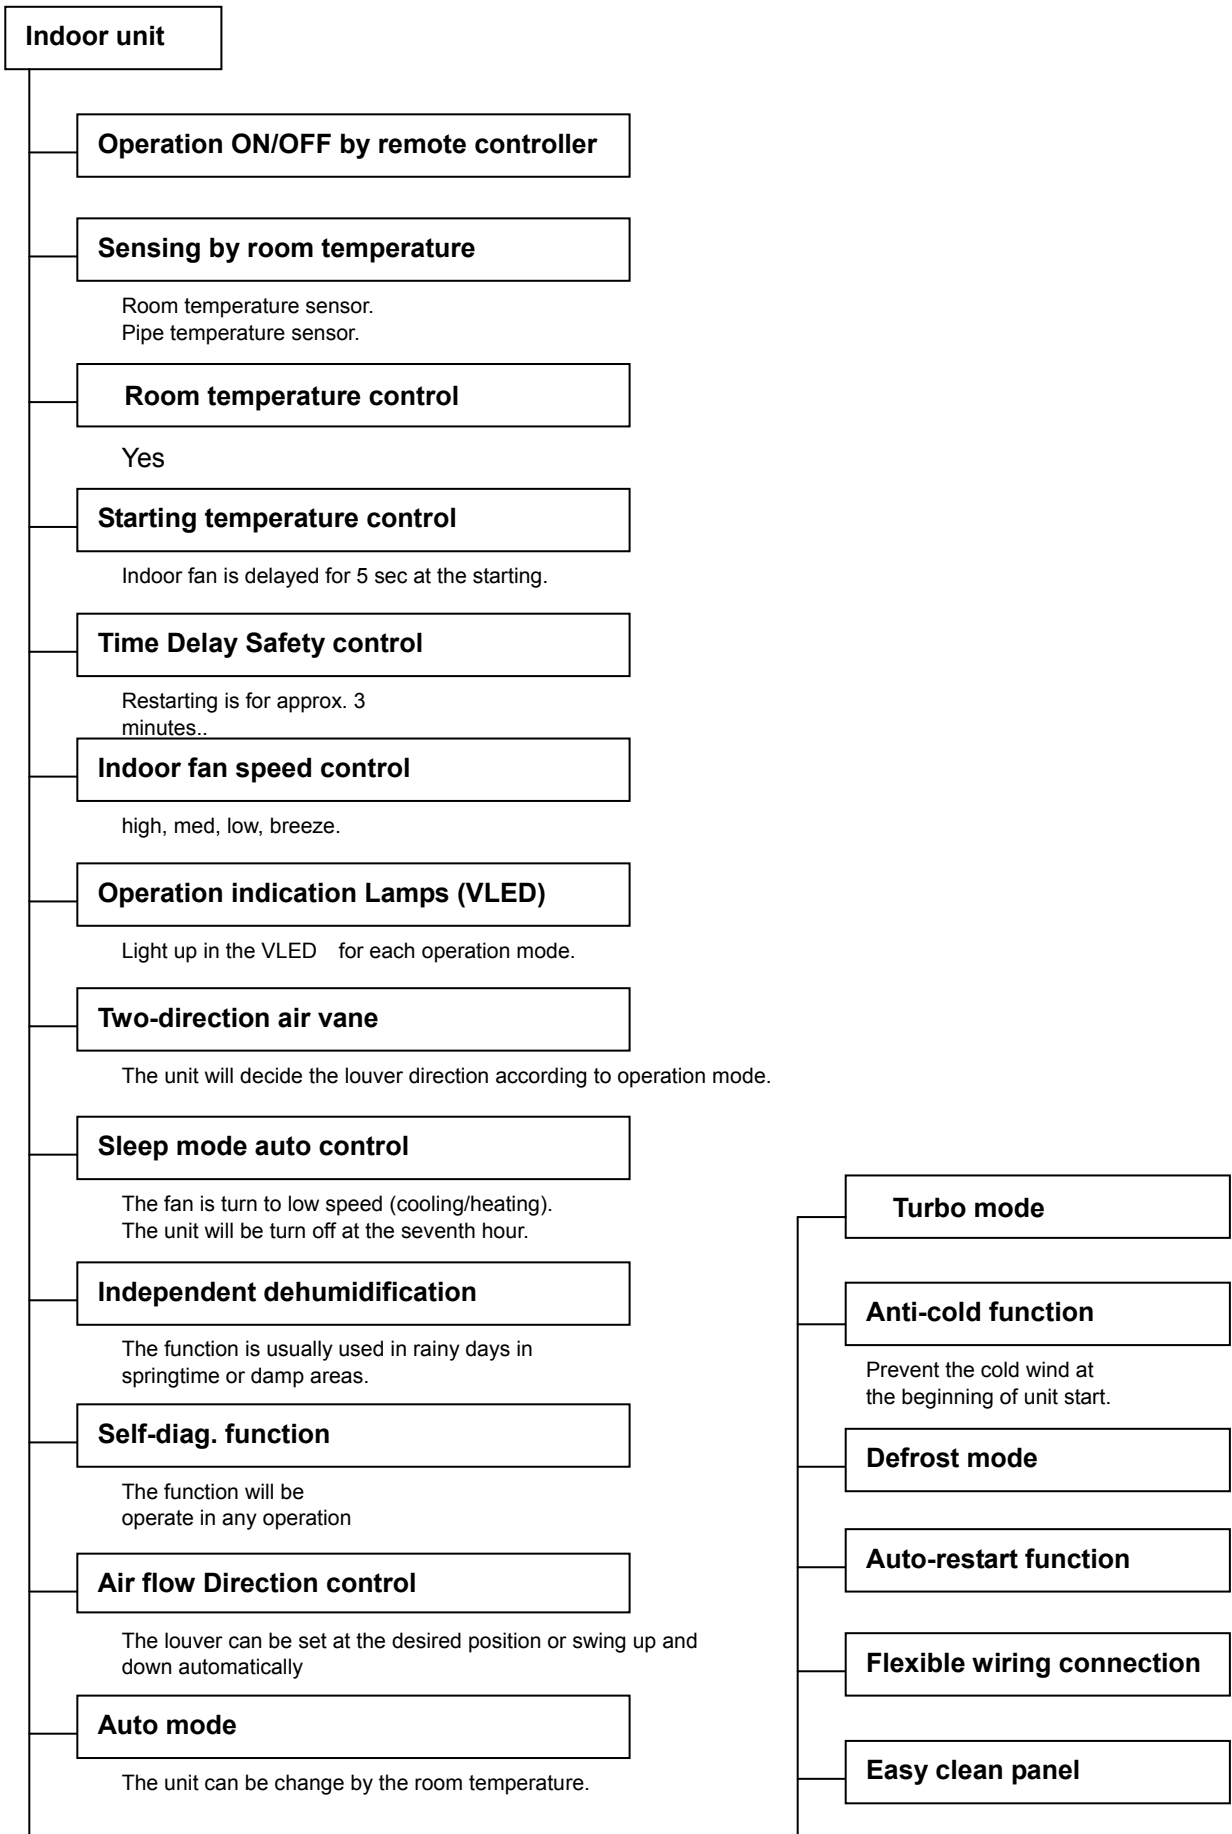 Indoor unit
Operation ON/OFF by remote controller
Sensing by room temperature
Room temperature sensor.
Pipe temperature sensor.
Room temperature control
Yes
Starting temperature control
Indoor fan is delayed for 5 sec at the starting.
Time Delay Safety control
Restarting is for approx. 3
minutes..
Indoor fan speed control
high, med, low, breeze.
Operation indication Lamps (VLED)
Light up in the VLED for each operation mode.
Two-direction air vane
The unit will decide the louver direction according to operation mode.
Sleep mode auto control
The fan is turn to low speed (cooling/heating).
The unit will be turn off at the seventh hour.
Independent dehumidification
The function is usually used in rainy days in
springtime or damp areas.
Self-diag. function
The function will be
operate in any operation
Air flow Direction control
The louver can be set at the desired position or swing up and
down automatically
Auto mode
The unit can be change by the room temperature.
Turbo mode
Anti-cold function
Prevent the cold wind at
the beginning of unit start.
Defrost mode
Auto-restart function
Flexible wiring connection
Easy clean panel